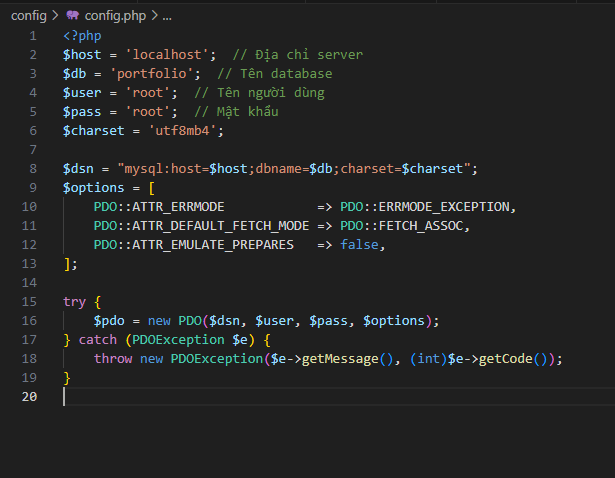 config > config.php > ...
1 <?php
2 $host = 'localhost';  // Địa chỉ server
3 $db = 'portfolio';  // Tên database
4 $user = 'root';  // Tên người dùng
5 $pass = 'root';  // Mật khẩu
6 $charset = 'utf8mb4';
7
8 $dsn = "mysql:host=$host;dbname=$db;charset=$charset";
9 $options = [
10     PDO::ATTR_ERRMODE            => PDO::ERRMODE_EXCEPTION,
11     PDO::ATTR_DEFAULT_FETCH_MODE => PDO::FETCH_ASSOC,
12     PDO::ATTR_EMULATE_PREPARES   => false,
13 ];
14
15 try {
16     $pdo = new PDO($dsn, $user, $pass, $options);
17 } catch (PDOException $e) {
18     throw new PDOException($e->getMessage(), (int)$e->getCode());
19 }
20